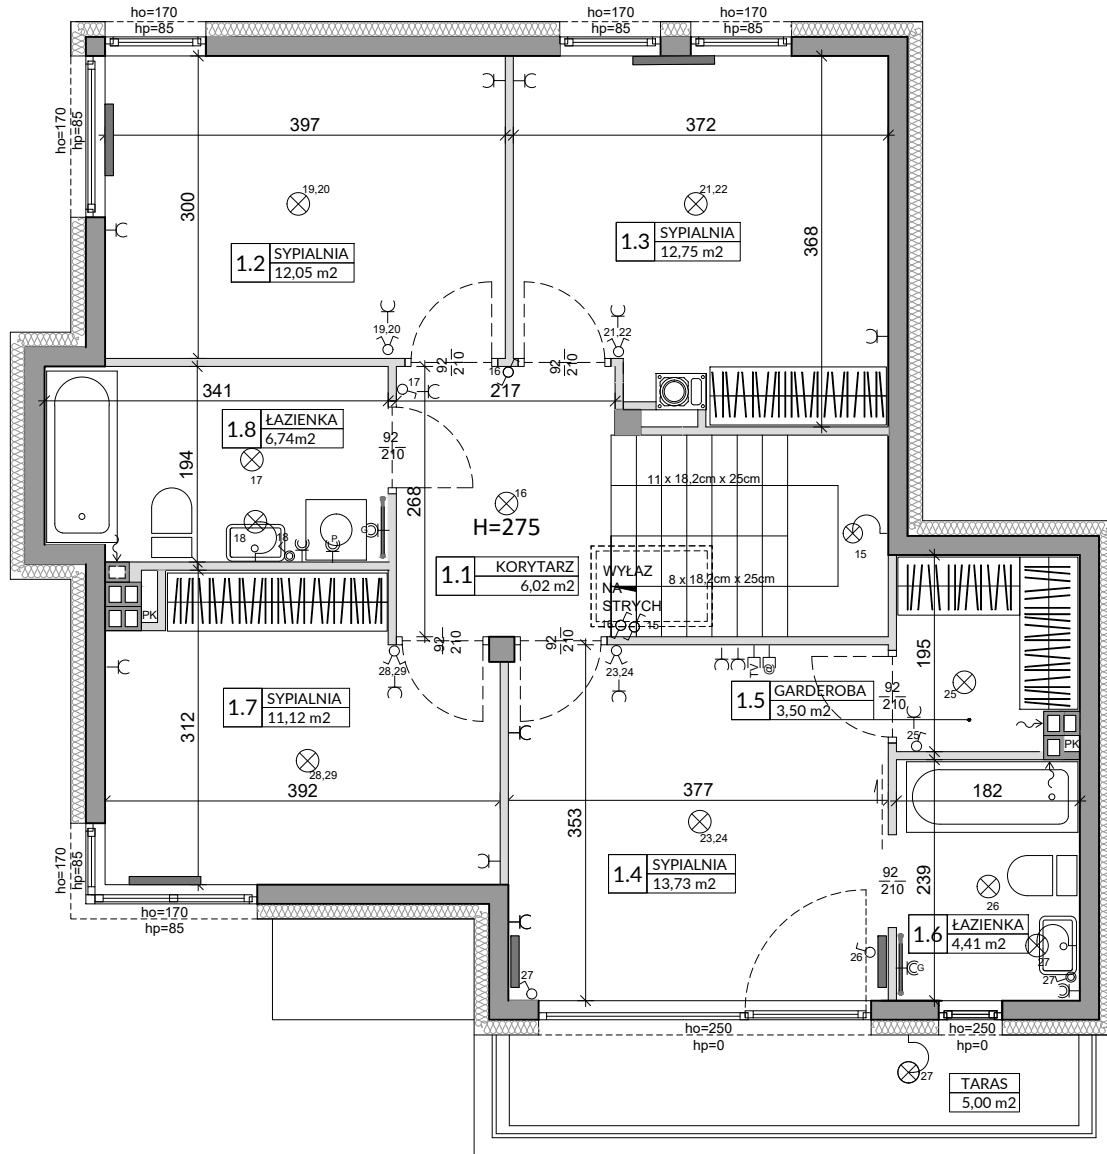 ho=170
hp=85
ho=170
hp=85
ho=170
hp=85
ho=170
hp=85
397
372
300
368
19,20
21,22
1.2
SYPIALNIA
12,05 m2
1.3
SYPIALNIA
12,75 m2
19,20
21,22
92
210
92
210
16
17
341
217
1.8
ŁAZIENKA
6,74m2
92
210
194
17
268
11 x 18,2cm x 25cm
16
H=275
18
18
P
G
15
1.1
KORYTARZ
6,02 m2
WYŁAZ
NA
STRYCH
8 x 18,2cm x 25cm
16
15
PK
92
210
92
210
28,29
23,24
TV
@
195
1.7
SYPIALNIA
11,12 m2
1.5
GARDEROBA
3,50 m2
92
210
25
25
PK
312
28,29
392
377
182
353
23,24
1.4
SYPIALNIA
13,73 m2
92
210
239
26
ho=170
hp=85
ho=170
hp=85
1.6
ŁAZIENKA
4,41 m2
27
26
G
27
27
ho=250
hp=0
ho=250
hp=0
27
TARAS
5,00 m2